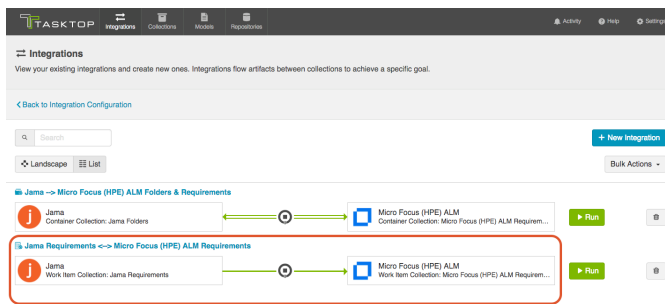 TASKTOP
Integrations
Collections
Models
Repositories
Activity
Help
Settings
Integrations
View your existing integrations and create new ones. Integrations flow artifacts between collections to achieve a specific goal.
Back to Integration Configuration
Search
+ New Integration
Landscape
List
Bulk Actions
Jama --> Micro Focus (HPE) ALM Folders & Requirements
Jama
Container Collection: Jama Folders
Micro Focus (HPE) ALM
Container Collection: Micro Focus (HPE) ALM Requirem...
Run
Jama Requirements <--> Micro Focus (HPE) ALM Requirements
Jama
Work Item Collection: Jama Requirements
Micro Focus (HPE) ALM
Work Item Collection: Micro Focus (HPE) ALM Requirem...
Run